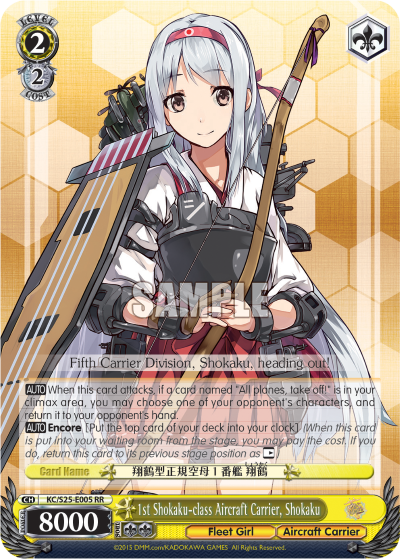 LEVEL
2
2
COST
SAMPLE
Fifth Carrier Division, Shokaku, heading out!
AUTO When this card attacks, if a card named "All planes, take off!" is in your
climax area, you may choose one of your opponent's characters, and
return it to your opponent's hand.
AUTO Encore [Put the top card of your deck into your clock] (When this card
is put into your waiting room from the stage, you may pay the cost. If you
do, return this card to its previous stage position as
Card Name
翔鶴型正規空母1番艦 翔鶴
CH KC/S25-E005 RR
1st Shokaku-class Aircraft Carrier, Shokaku
POWER
8000
SOUL
Fleet Girl
Aircraft Carrier
©2015 DMM.com/KADOKAWA GAMES All Rights Reserved.